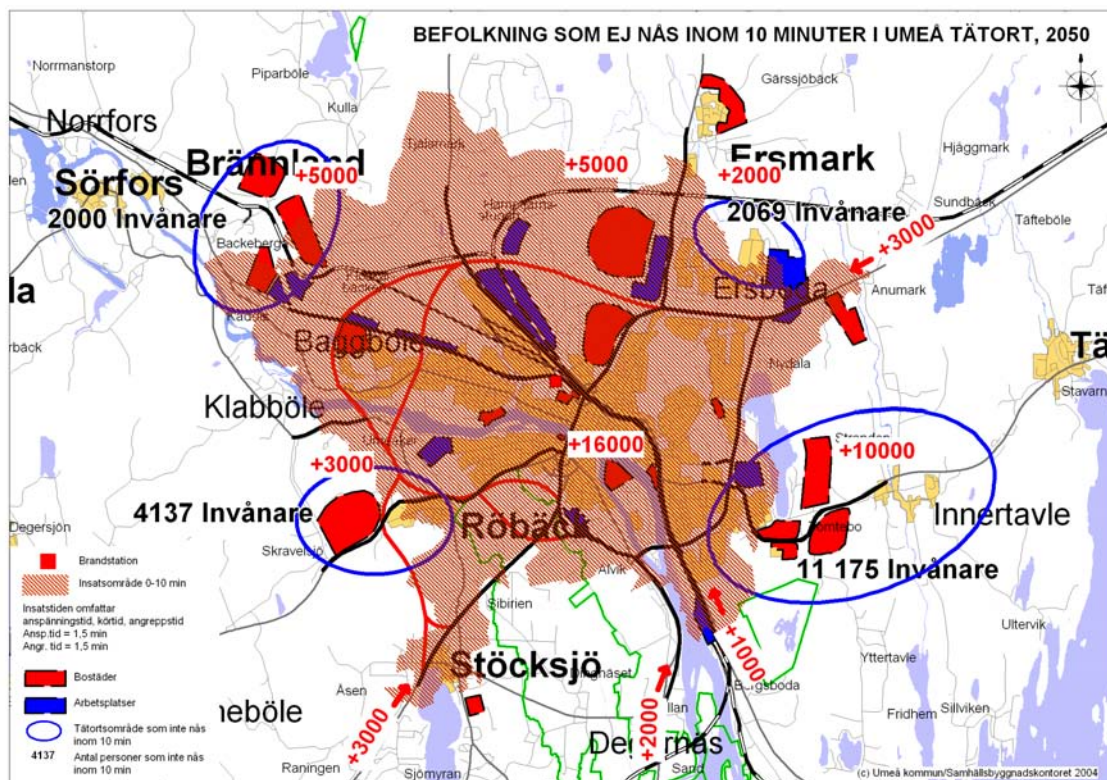 BEFOLKNING SOM EJ NÅS INOM 10 MINUTER I UMEÅ TÄTORT, 2050
Norrmanstorp
Piparböle
Gärssjöbäck
Kulla
Norrfors
Hjåggmark
Brännland
Ersmark
+5000
+5000
+2000
Sörfors
Sundbäck
2000 Invånare
2069 Invånare
Täfteböle
Backeberg
+3000
Ersboda
Anumark
Baggböle
Nydala
Stavarn
Klabböle
+16000
+10000
+3000
4137 Invånare
Innertavle
Degersjön
Röbäck
Tomtebo
Skravelsjö
11 175 Invånare
Brandstation
Insatsområde 0-10 min
Alvik
Insatstiden omfattar
anspänningstid, körtid, angreppstid
Ansp.tid = 1,5 min
Angr. tid = 1,5 min
Sibirien
Ultervik
+1000
Yttertavle
Stöcksjö
Bostäder
Åsen
Arbetsplatser
Fridhem
Sillviken
+3000
+2000
Tätortsområde som inte nås
inom 10 min
4137
Antal personer som inte nås
inom 10 min
Raningen
Sjömyran
Sand
(c) Umeå kommun/Samhällsbyggnadskontoret 2004